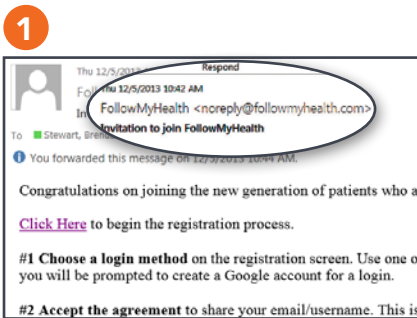 1
Thu 12/5/2013
Respond
Thu 12/5/2013 10:42 AM
FollowMyHealth <noreply@followmyhealth.com>
Invitation to join FollowMyHealth
To Stewart,
You forwarded this message on 12/5/2013 10:44 AM.
Congratulations on joining the new generation of patients who a
Click Here to begin the registration process.
#1 Choose a login method on the registration screen. Use one o
you will be prompted to create a Google account for a login.
#2 Accept the agreement to share your email/username. This is